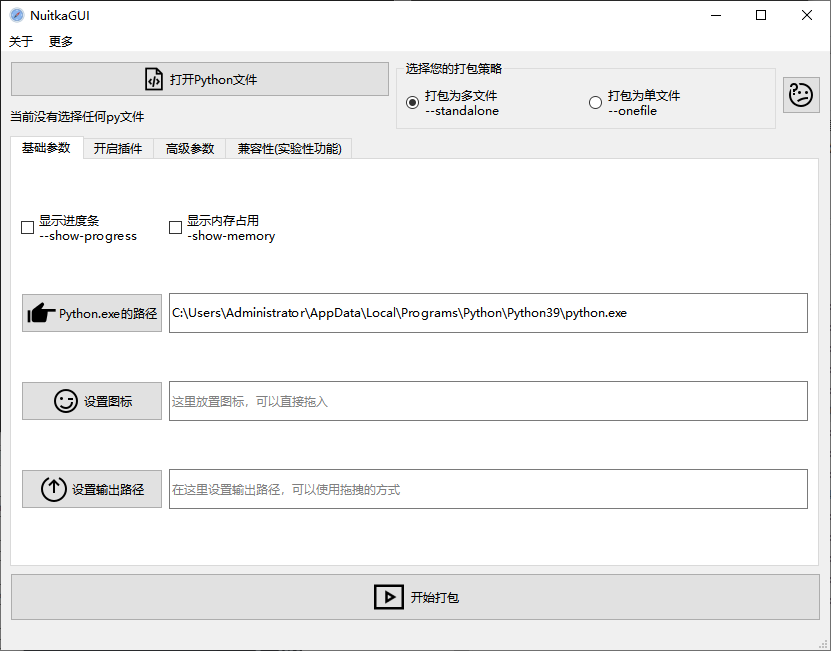 NuitkaGUI
关于 更多
打开Python文件
当前没有选择任何py文件
选择您的打包策略
打包为多文件
--standalone
打包为单文件
--onefile
基础参数 开启插件 高级参数 兼容性(实验性功能)
显示进度条
--show-progress
显示内存占用
-show-memory
Python.exe的路径
C:\Users\Administrator\AppData\Local\Programs\Python\Python39\python.exe
设置图标
这里放置图标，可以直接拖入
设置输出路径
在这里设置输出路径，可以使用拖拽的方式
开始打包